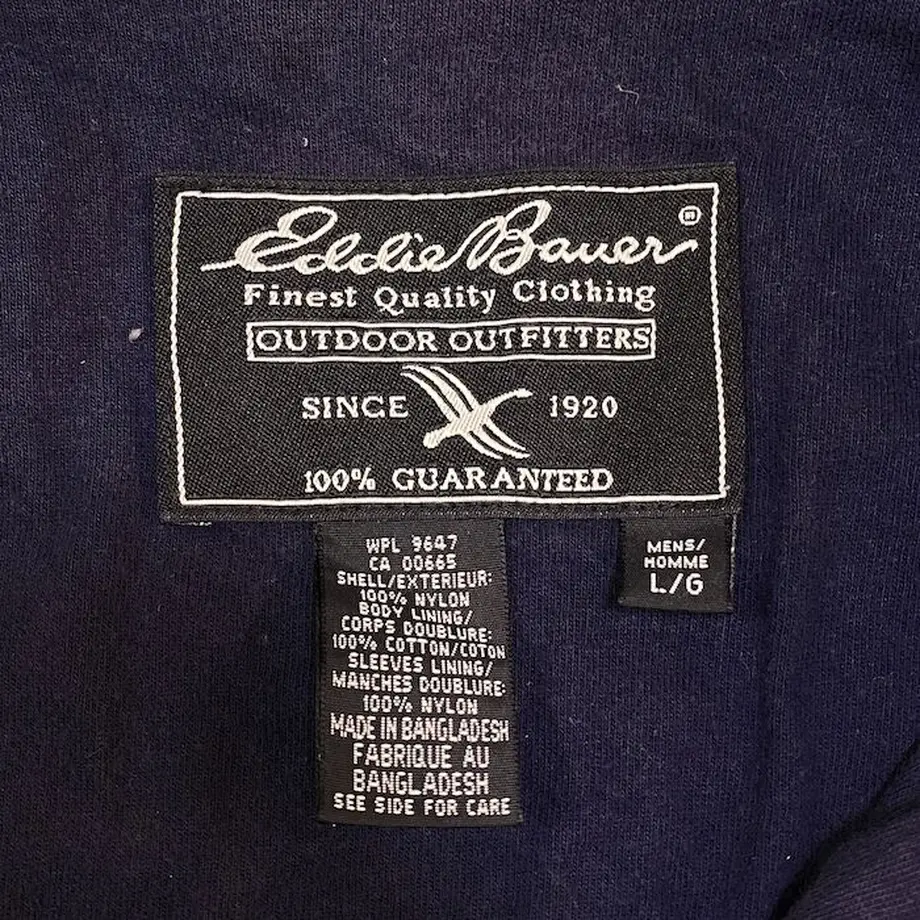 Eddie Bauer ®
Finest Quality Clothing
OUTDOOR OUTFITTERS
SINCE 1920
100% GUARANTEED
WPL 9647
CA 00665
SHELL/EXTERIEUR:
100% NYLON
BODY LINING/
CORPS DOUBLURE:
100% COTTON/COTON
SLEEVES LINING/
MANCHES DOUBLURE:
100% NYLON
MADE IN BANGLADESH
FABRIQUE AU
BANGLADESH
SEE SIDE FOR CARE
MENS/
HOMME
L/G